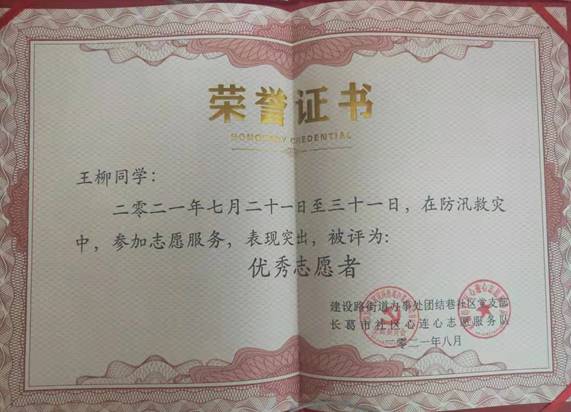 荣誉证书
HONORARY CREDENTIAL
王柳同学:
二零二一年七月二十一日至三十一日，在防汛救灾
中，参加志愿服务，表现突出，被评为:
优秀志愿者
建设路街道办事处团结巷社区党支部
长葛市社区心连心志愿服务队
二零二一年八月